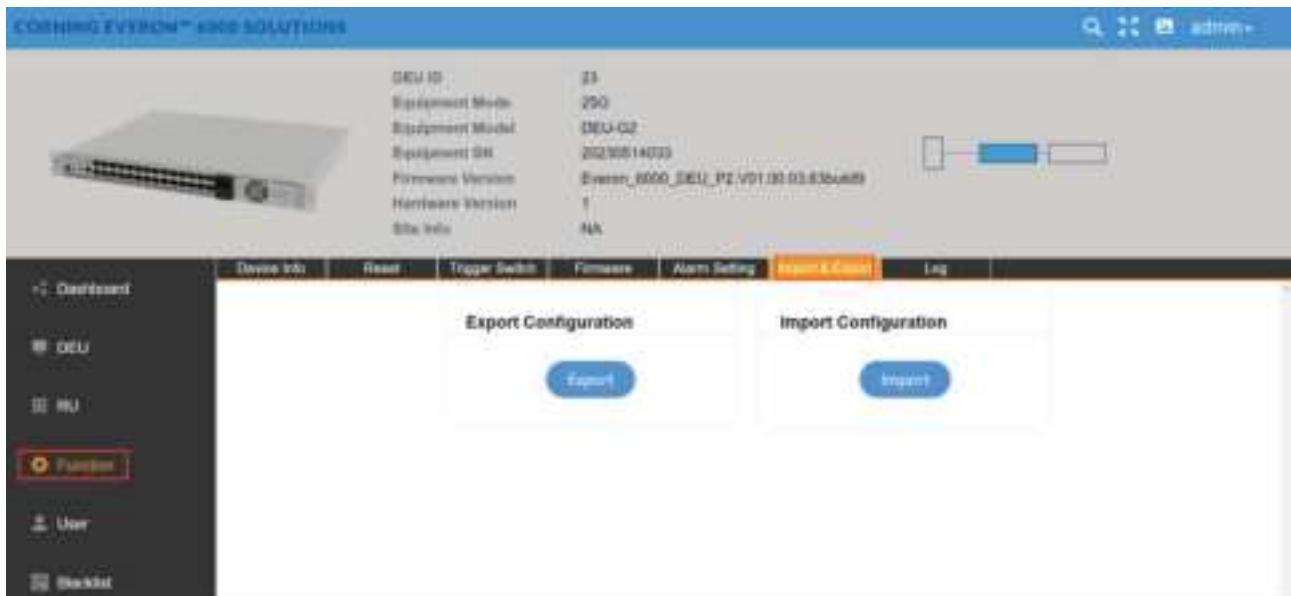 CORNING EVERON™ 6000 SOLUTIONS
admin
DEU ID 23
Equipment Mode 25G
Equipment Model DEU-G2
Equipment SN 20230514033
Firmware Version
Hardware Version 1
Site Info NA
Device Info Reset Trigger Switch Firmware Alarm Setting Import & Export Log
Dashboard
DEU
RU
Function
User
Blacklist
Export Configuration
Export
Import Configuration
Import